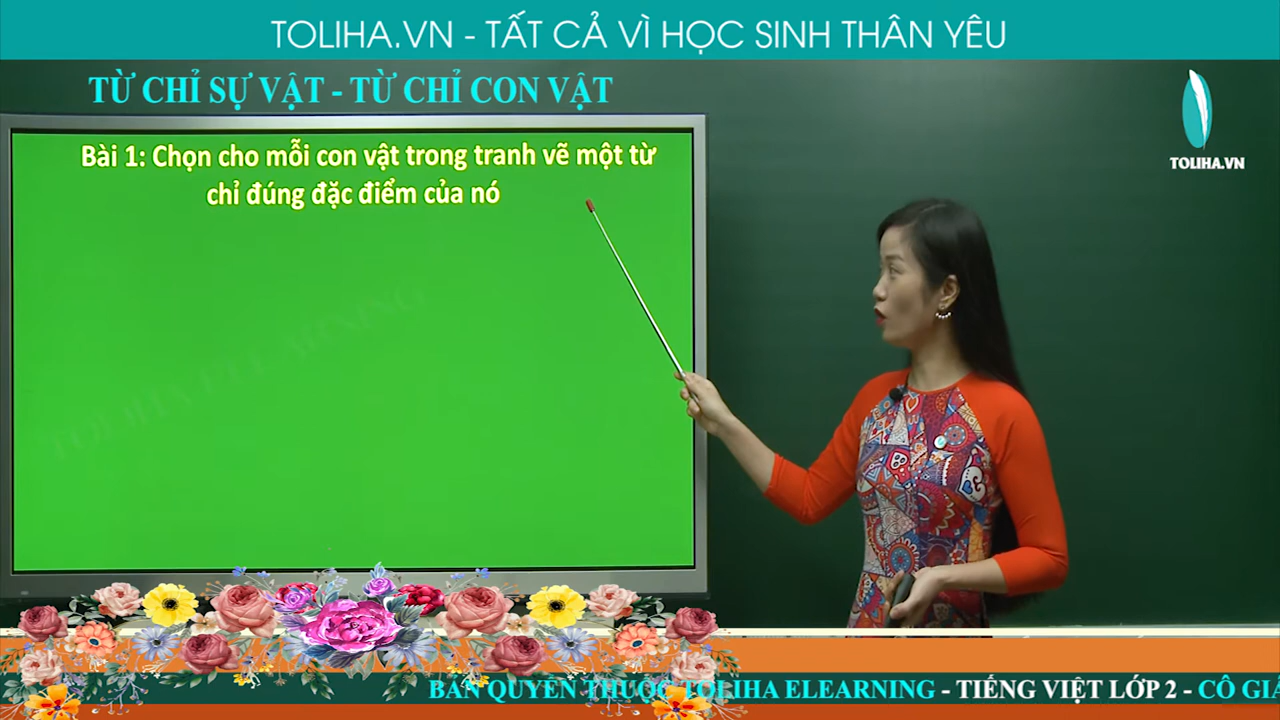 TOLIHA.VN - TẤT CẢ VÌ HỌC SINH THÂN YÊU
TỪ CHỈ SỰ VẬT - TỪ CHỈ CON VẬT
TOLIHA.VN
Bài 1: Chọn cho mỗi con vật trong tranh vẽ một từ
chỉ đúng đặc điểm của nó
BẢN QUYỀN THUỘC TOLIHA ELEARNING - TIẾNG VIỆT LỚP 2 - CÔ